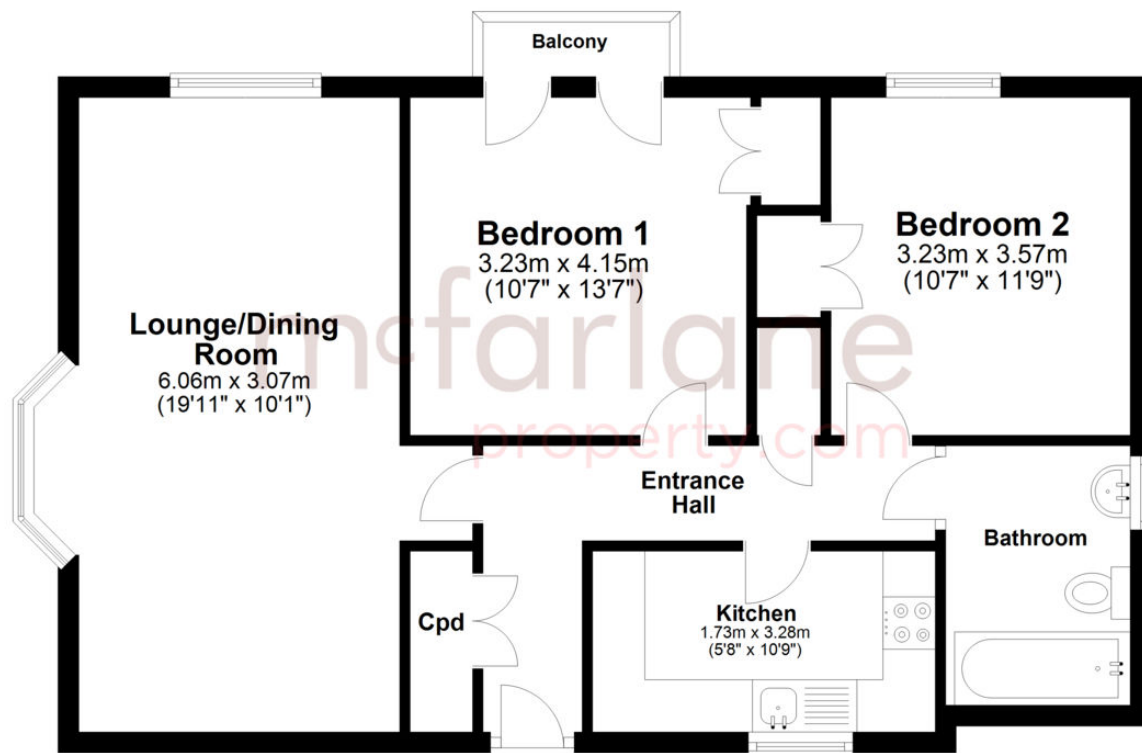 Balcony
Bedroom 1
3.23m x 4.15m
(10'7" x 13'7")
Bedroom 2
3.23m x 3.57m
(10'7" x 11'9")
Lounge/Dining
Room
6.06m x 3.07m
(19'11" x 10'1")
mcfarlane
property.com
Entrance
Hall
Bathroom
Cpd
Kitchen
1.73m x 3.28m
(5'8" x 10'9")